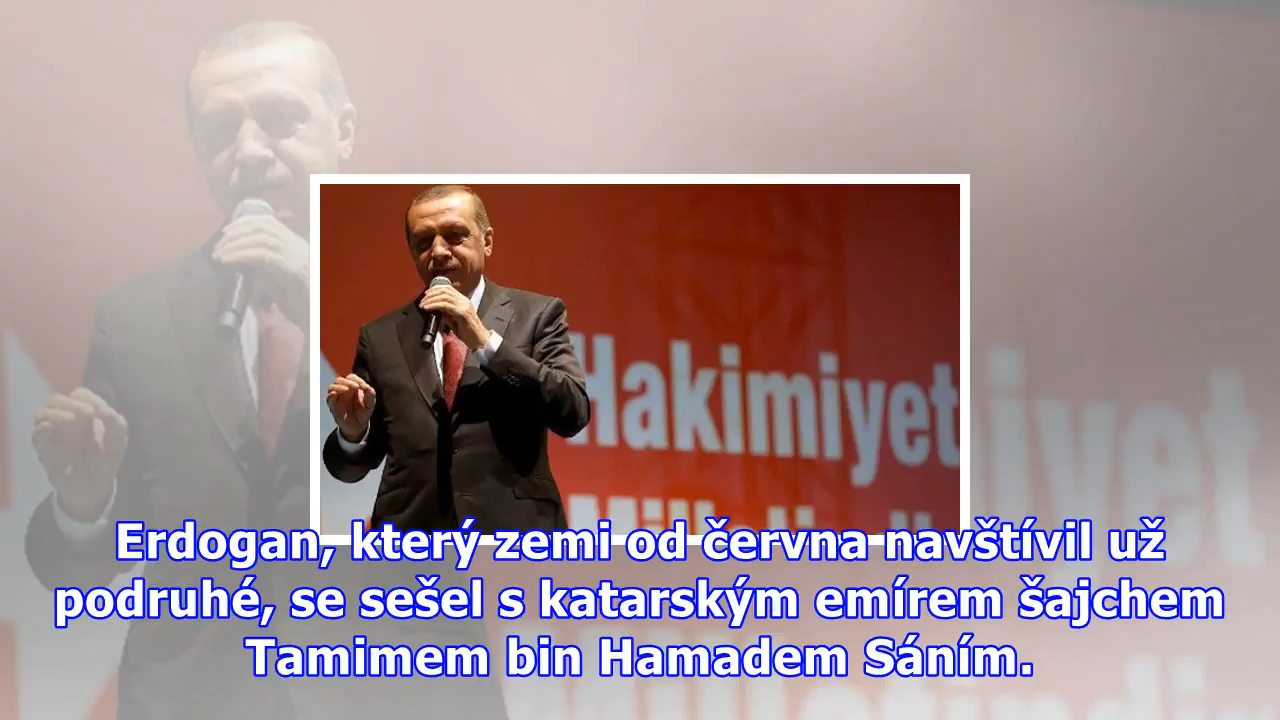 Hakimiyet
Erdogan, který zemi od června navštívil už
podruhé, se sešel s katarským emírem šajchem
Tamimem bin Hamadem Sáním.